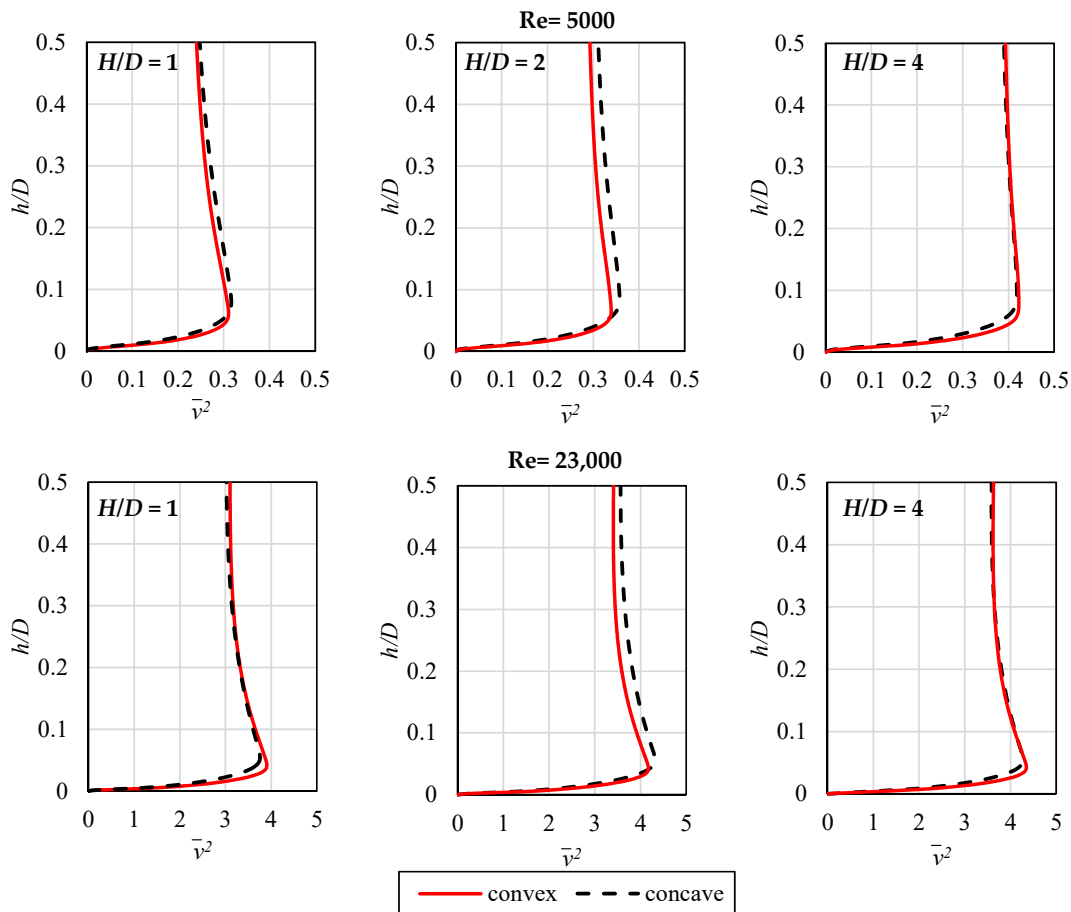 Re= 5000
H/D = 1
H/D = 2
H/D = 4
0.5
0.4
0.3
0.2
0.1
0
h/D
0 0.1 0.2 0.3 0.4 0.5
v̄²
0.5
0.4
0.3
0.2
0.1
0
h/D
0 0.1 0.2 0.3 0.4 0.5
v̄²
0.5
0.4
0.3
0.2
0.1
0
h/D
0 0.1 0.2 0.3 0.4 0.5
v̄²
Re= 23,000
H/D = 1
H/D = 4
0.5
0.4
0.3
0.2
0.1
0
h/D
0 1 2 3 4 5
v̄²
0.5
0.4
0.3
0.2
0.1
0
h/D
0 1 2 3 4 5
v̄²
0.5
0.4
0.3
0.2
0.1
0
h/D
0 1 2 3 4 5
v̄²
convex concave